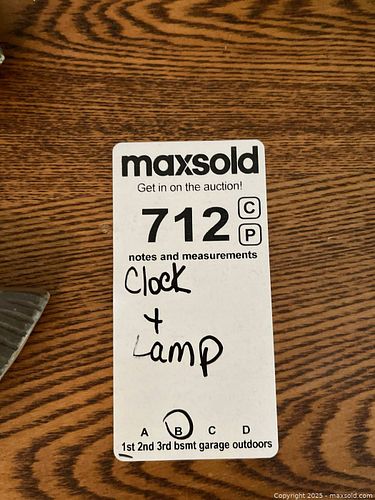 maxsold
Get in on the auction!
712 C
P
notes and measurements
Clock
+
Lamp
A B C D
1st 2nd 3rd bsmt garage outdoors
Copyright 2025 - maxsold.com